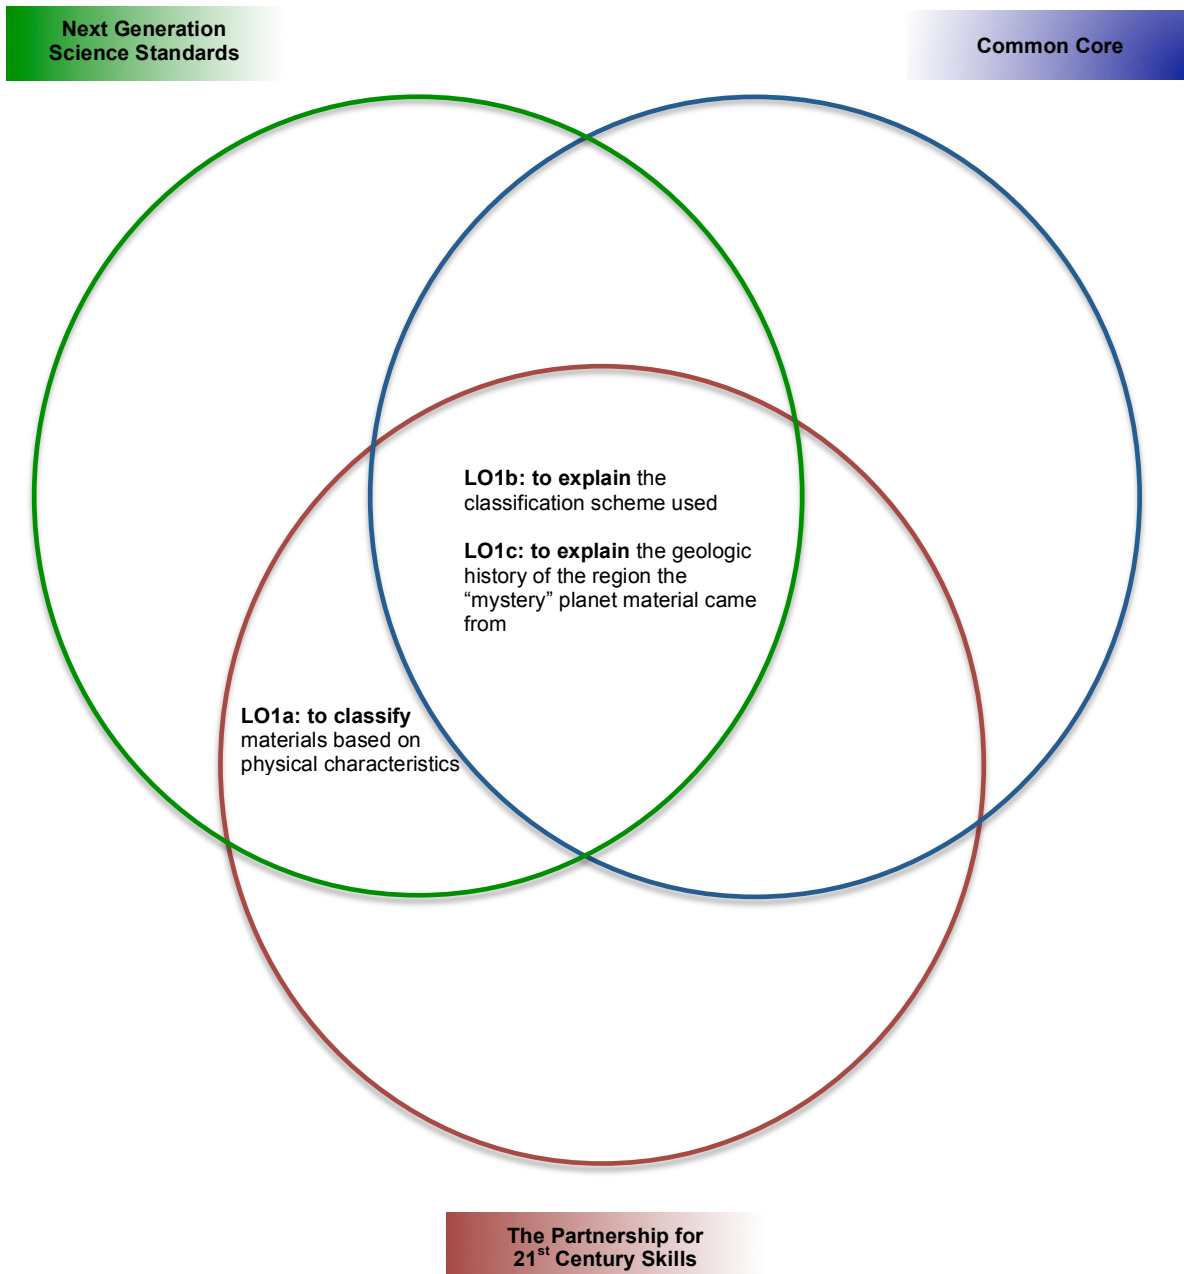 Next Generation
Science Standards
Common Core
LO1b: to explain the
classification scheme used
LO1c: to explain the geologic
history of the region the
“mystery” planet material came
from
LO1a: to classify
materials based on
physical characteristics
The Partnership for
21st Century Skills